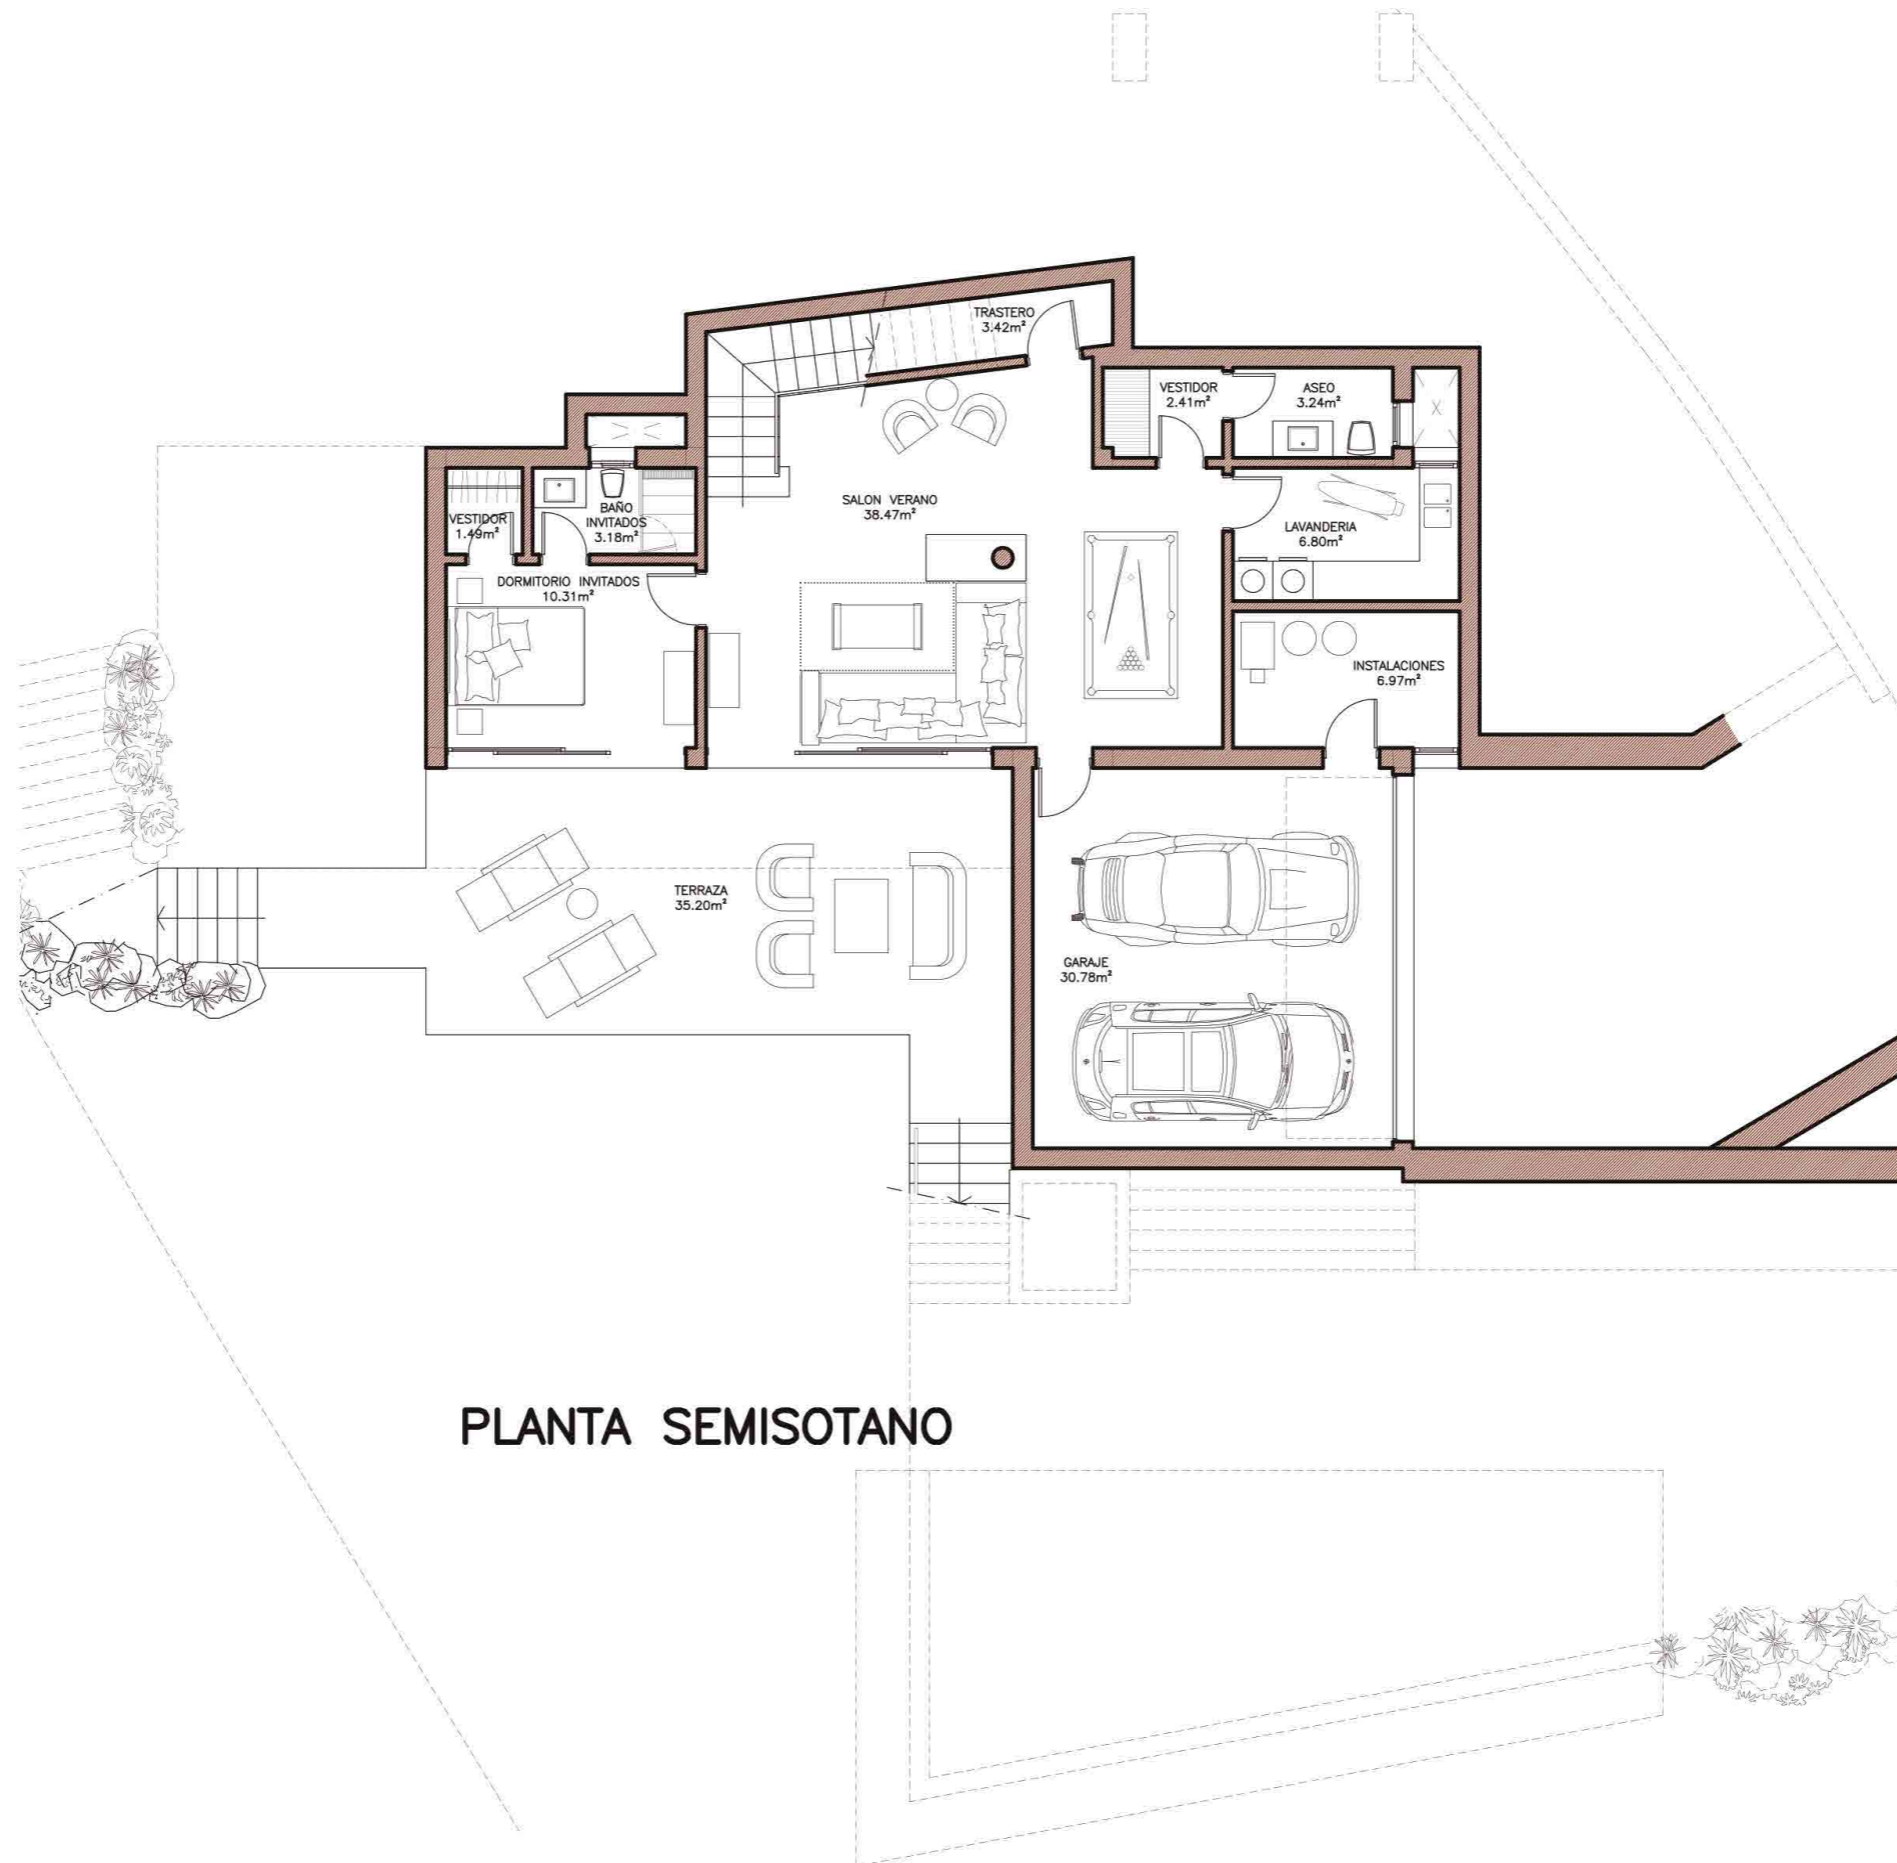 TRASTERO
3.42m²
VESTIDOR
2.41m²
ASEO
3.24m²
SALON VERANO
38.47m²
BAÑO
INVITADOS
3.18m²
VESTIDOR
1.49m²
LAVANDERIA
6.80m²
DORMITORIO INVITADOS
10.31m²
INSTALACIONES
6.97m²
TERRAZA
35.20m²
GARAJE
30.78m²
PLANTA SEMISOTANO